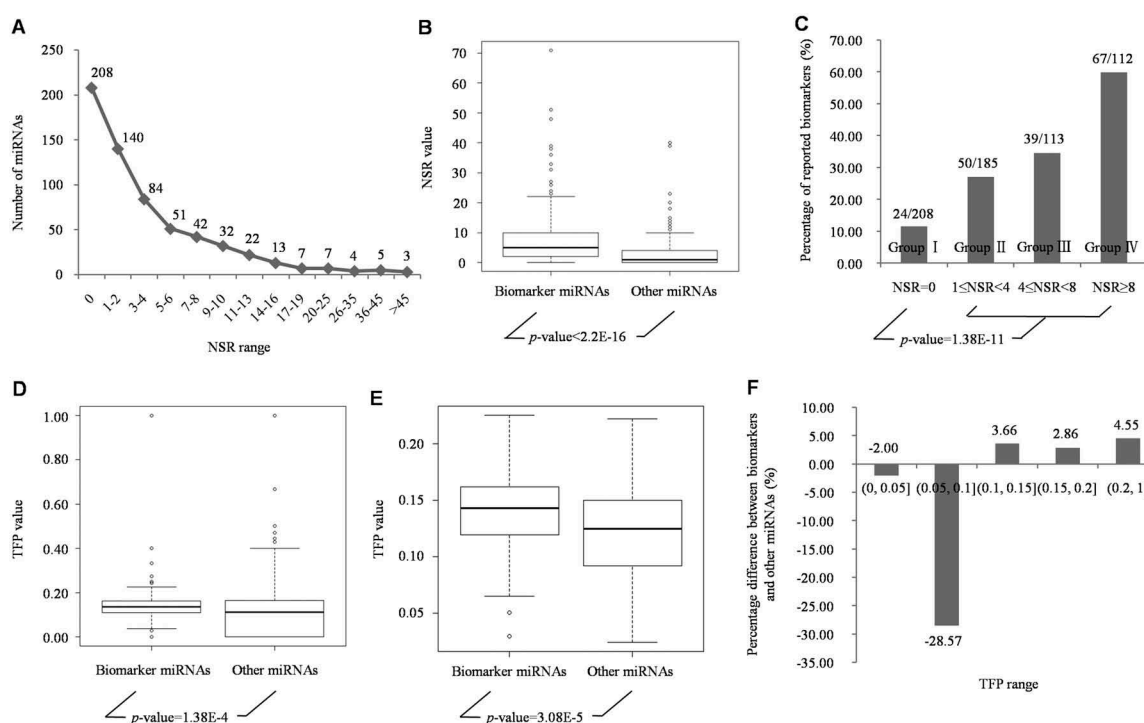 A
Number of miRNAs
250
200
150
100
50
0
208
140
84
51
42
32
22
13
7
7
4
5
3
0
1-2
3-4
5-6
7-8
9-10
11-13
14-16
17-19
20-25
26-35
36-45
>45
NSR range
B
NSR value
70
60
50
40
30
20
10
0
Biomarker miRNAs
Other miRNAs
p-value<2.2E-16
C
Percentage of reported biomarkers (%)
70.00
60.00
50.00
40.00
30.00
20.00
10.00
0.00
24/208
50/185
39/113
67/112
Group I
Group II
Group III
Group IV
NSR=0
1≤NSR<4
4≤NSR<8
NSR≥8
p-value=1.38E-11
D
TFP value
1.00
0.80
0.60
0.40
0.20
0.00
Biomarker miRNAs
Other miRNAs
p-value=1.38E-4
E
TFP value
0.20
0.15
0.10
0.05
Biomarker miRNAs
Other miRNAs
p-value=3.08E-5
F
Percentage difference between biomarkers
and other miRNAs (%)
10.00
5.00
0.00
-5.00
-10.00
-15.00
-20.00
-25.00
-30.00
-35.00
-2.00
-28.57
3.66
2.86
4.55
(0, 0.05]
(0.05, 0.1]
(0.1, 0.15]
(0.15, 0.2]
(0.2, 1
TFP range